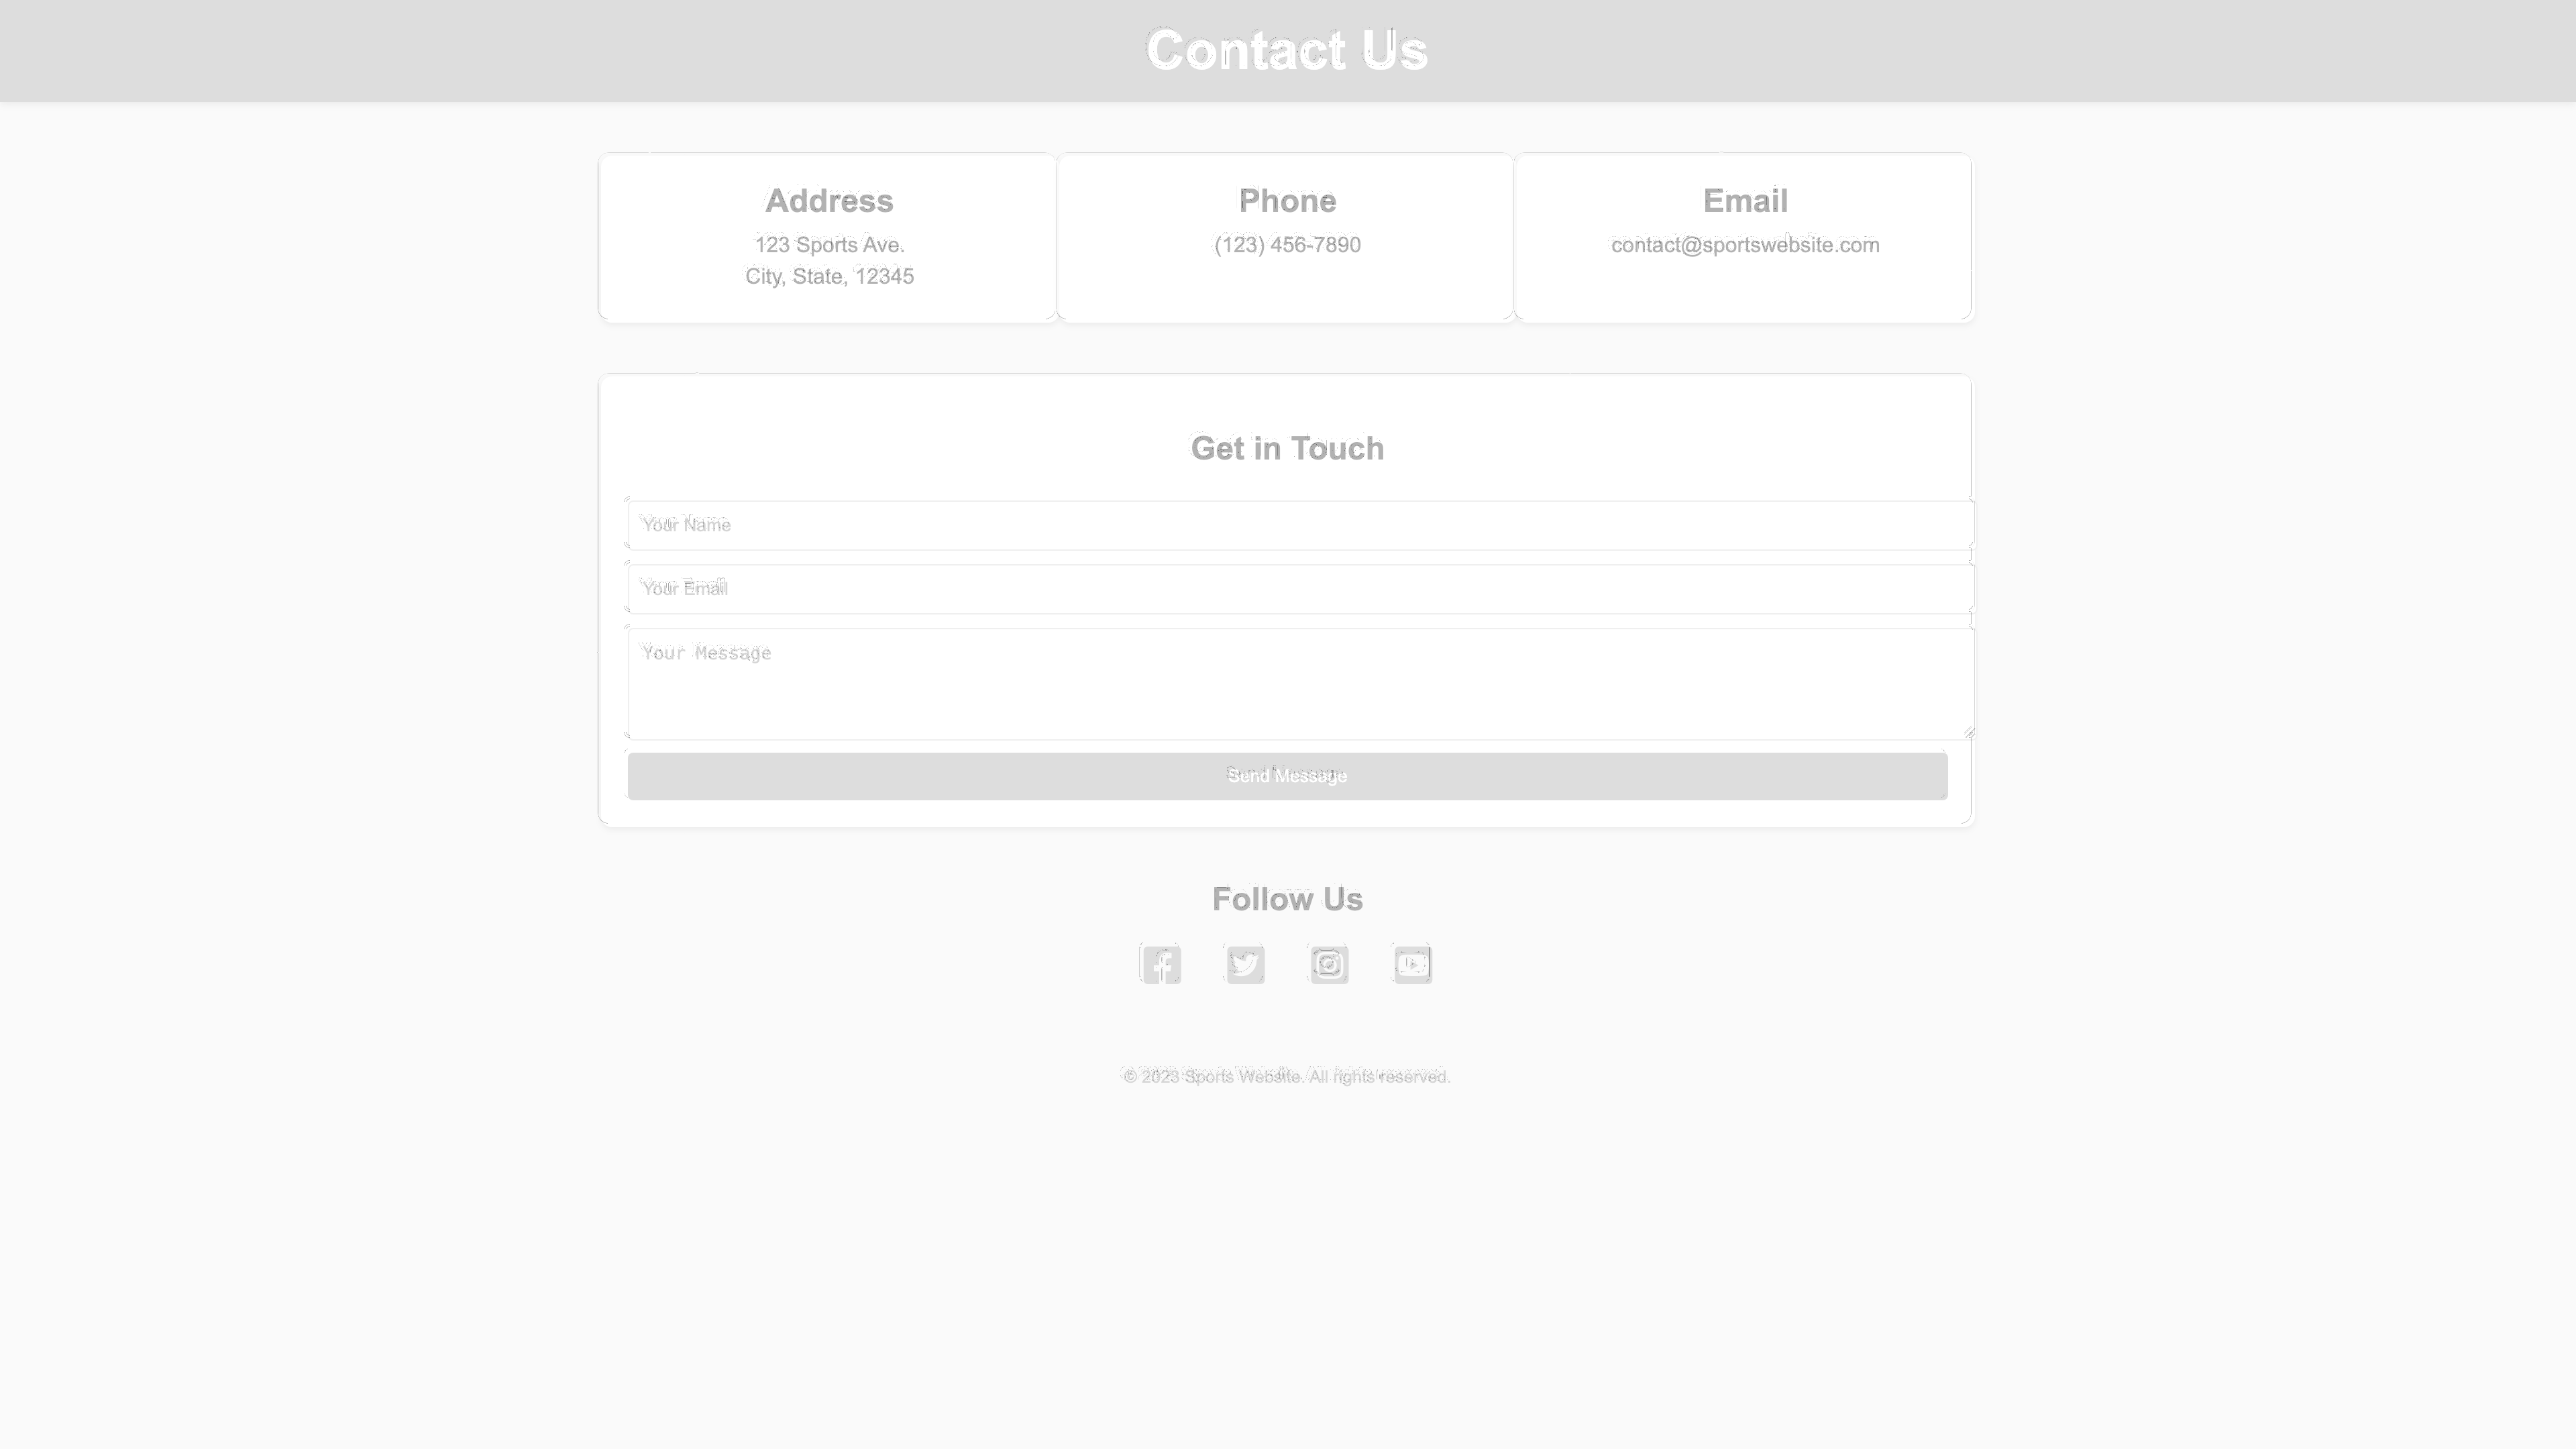 Contact Us
Address
123 Sports Ave.
City, State, 12345
Phone
(123) 456-7890
Email
contact@sportswebsite.com
Get in Touch
Your Name
Your Email
Your Message
Send Message
Follow Us
© 2023 Sports Website. All rights reserved.